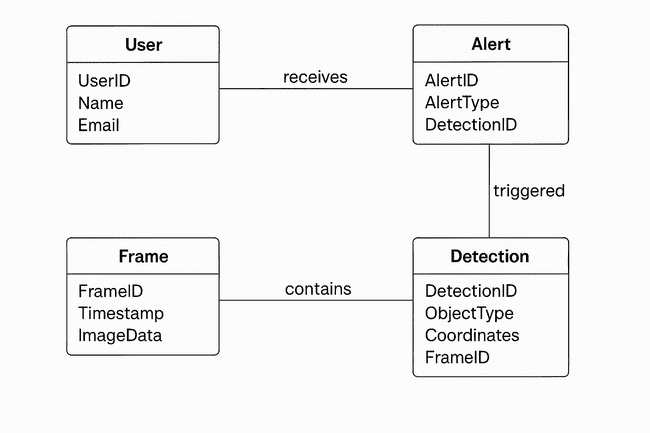 User
UserID
Name
Email
receives
Alert
AlertID
AlertType
DetectionID
triggered
Frame
FrameID
Timestamp
ImageData
contains
Detection
DetectionID
ObjectType
Coordinates
FrameID